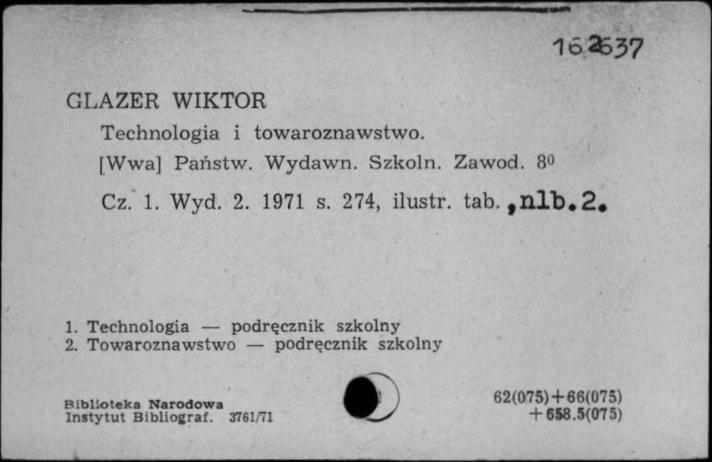 162637
GLAZER WIKTOR
Technologia i towaroznawstwo.
[Wwa] Państw. Wydawn. Szkoln. Zawod. 8⁰
Cz. 1. Wyd. 2. 1971 s. 274, ilustr. tab. ,nlb.2.
1. Technologia — podręcznik szkolny
2. Towaroznawstwo — podręcznik szkolny
Biblioteka Narodowa
Instytut Bibliograf. 3761/71
62(075)+66(075)
+658.5(075)